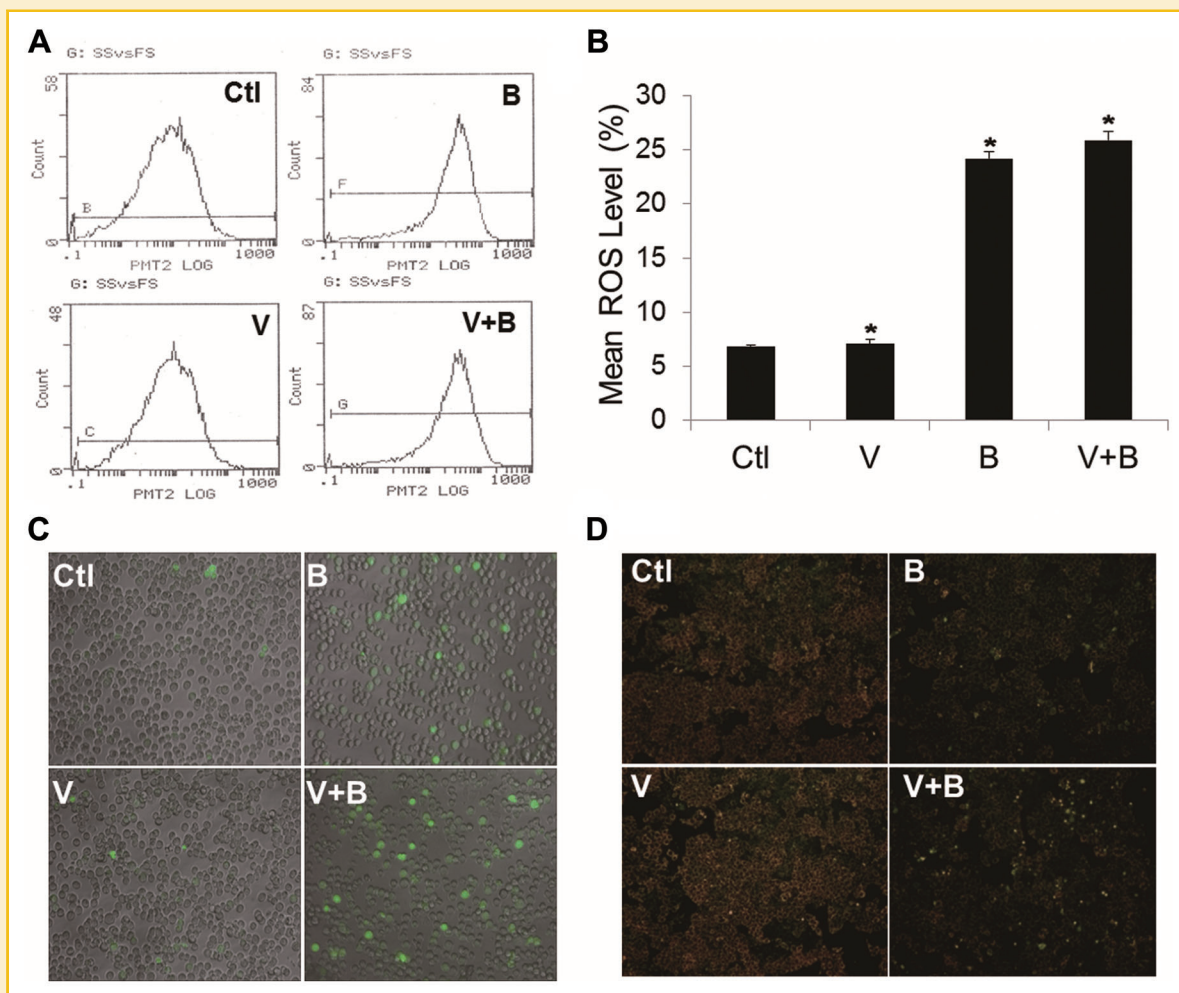 A
G: SSvsFS
58
Ctl
Count
B
0
.1
1000
PMT2 LOG
G: SSvsFS
84
B
Count
F
0
.1
1000
PMT2 LOG
G: SSvsFS
48
V
Count
C
0
.1
1000
PMT2 LOG
G: SSvsFS
87
V+B
Count
G
0
.1
1000
PMT2 LOG
B
Mean ROS Level (%)
30
25
20
15
10
5
0
*
*
*
Ctl V B V+B
C
Ctl B
V V+B
D
Ctl B
V V+B